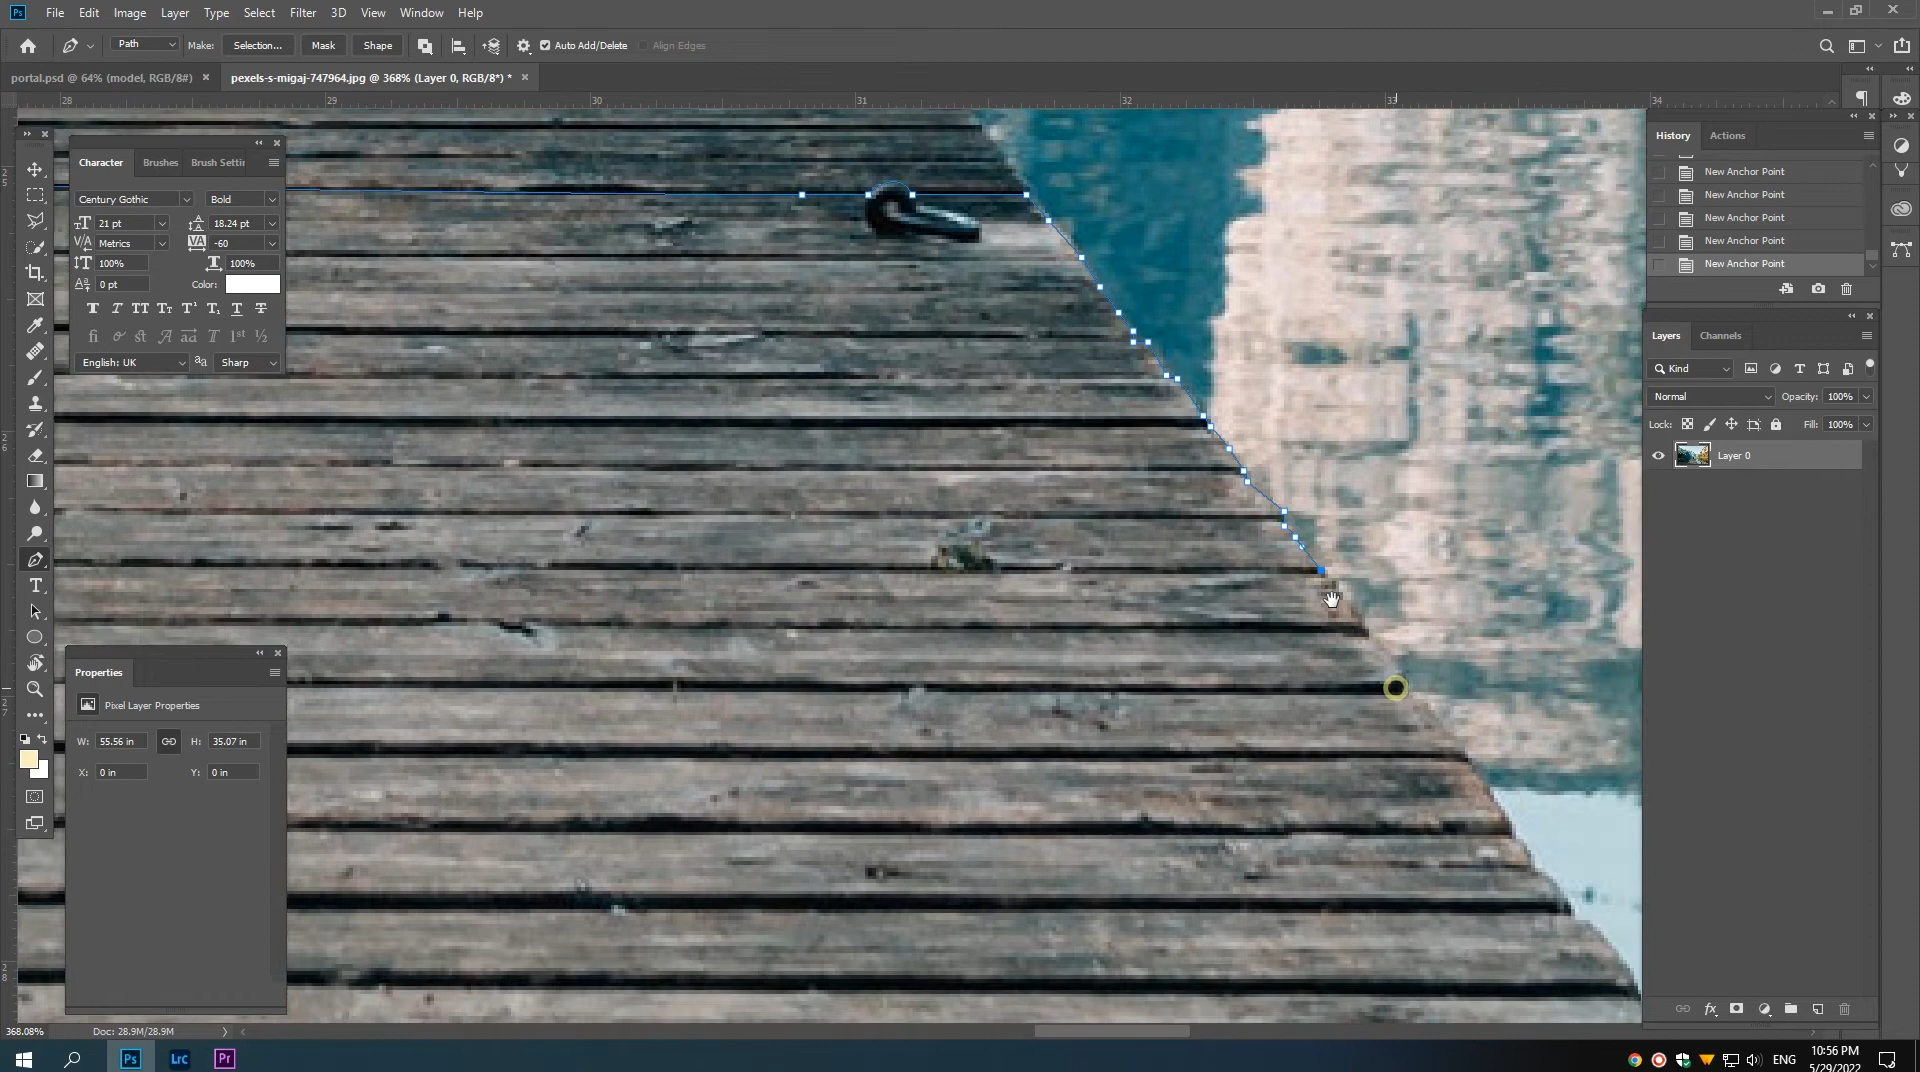 Ps File Edit Image Layer Type Select Filter 3D View Window Help
Path Make: Selection... Mask Shape Auto Add/Delete Align Edges
portal.psd @ 64% (model, RGB/8#) pexels-s-migaj-747964.jpg @ 368% (Layer 0, RGB/8*) *
28 29 30 31 32 33 34
Character Brushes Brush Settin
Century Gothic Bold
21 pt 18.24 pt
Metrics -60
100% 100%
0 pt Color:
English: UK Sharp
Properties
Pixel Layer Properties
W: 55.56 in H: 35.07 in
X: 0 in Y: 0 in
History Actions
New Anchor Point
New Anchor Point
New Anchor Point
New Anchor Point
New Anchor Point
Layers Channels
Kind
Normal Opacity: 100%
Lock: Fill: 100%
Layer 0
368.08% Doc: 28.9M/28.9M
Ps Lrc Pr
ENG 10:56 PM
5/29/2022